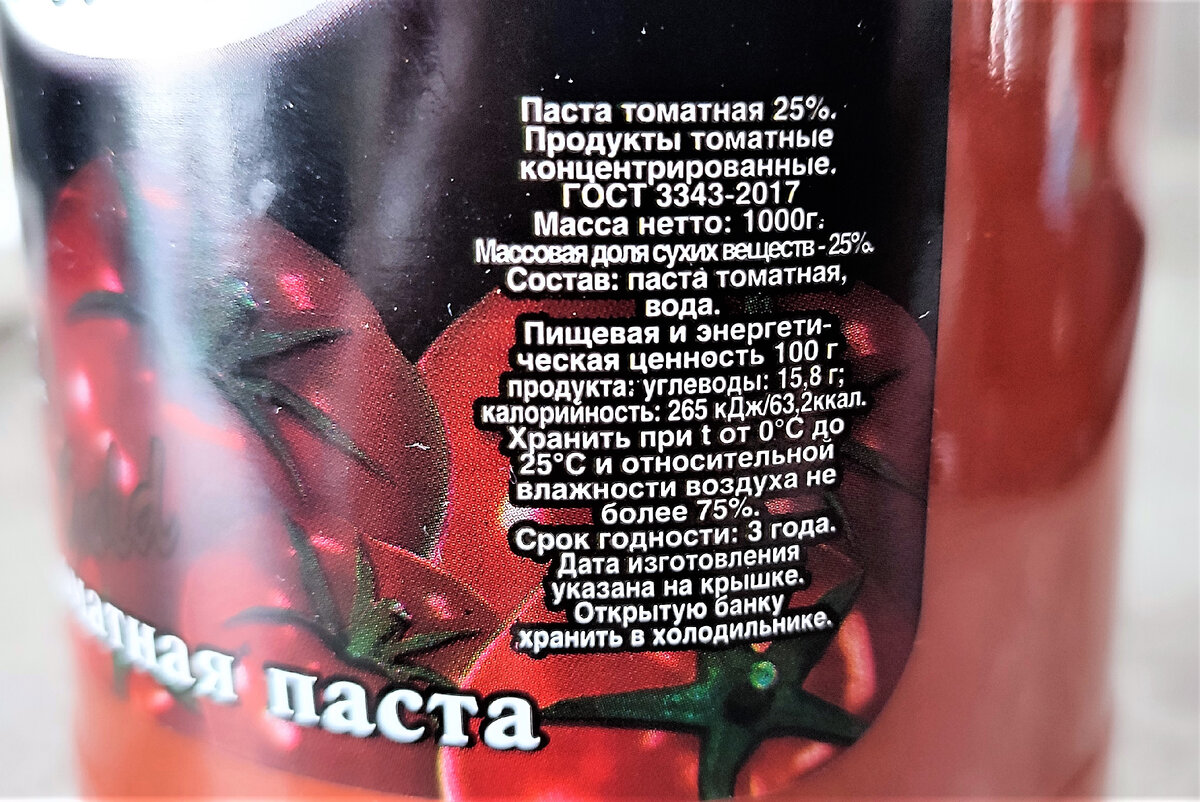 Паста томатная 25%.
Продукты томатные
концентрированные.
ГОСТ 3343-2017
Масса нетто: 1000г.
Массовая доля сухих веществ - 25%.
Состав: паста томатная,
вода.
Пищевая и энергети-
ческая ценность 100 г
продукта: углеводы: 15,8 г;
калорийность: 265 кДж/63,2ккал.
Хранить при t от 0°С до
25°С и относительной
влажности воздуха не
более 75%.
Срок годности: 3 года.
Дата изготовления
указана на крышке.
Открытую банку
хранить в холодильнике.
паста